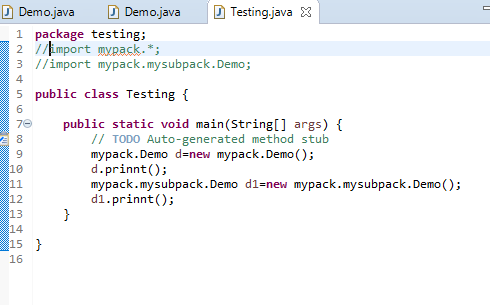 Demo.java Demo.java Testing.java
1 package testing;
2 //import mypack.*;
3 //import mypack.mysubpack.Demo;
4
5 public class Testing {
6
7 public static void main(String[] args) {
8 // TODO Auto-generated method stub
9 mypack.Demo d=new mypack.Demo();
10 d.prnnt();
11 mypack.mysubpack.Demo d1=new mypack.mysubpack.Demo();
12 d1.prnnt();
13 }
14
15 }
16